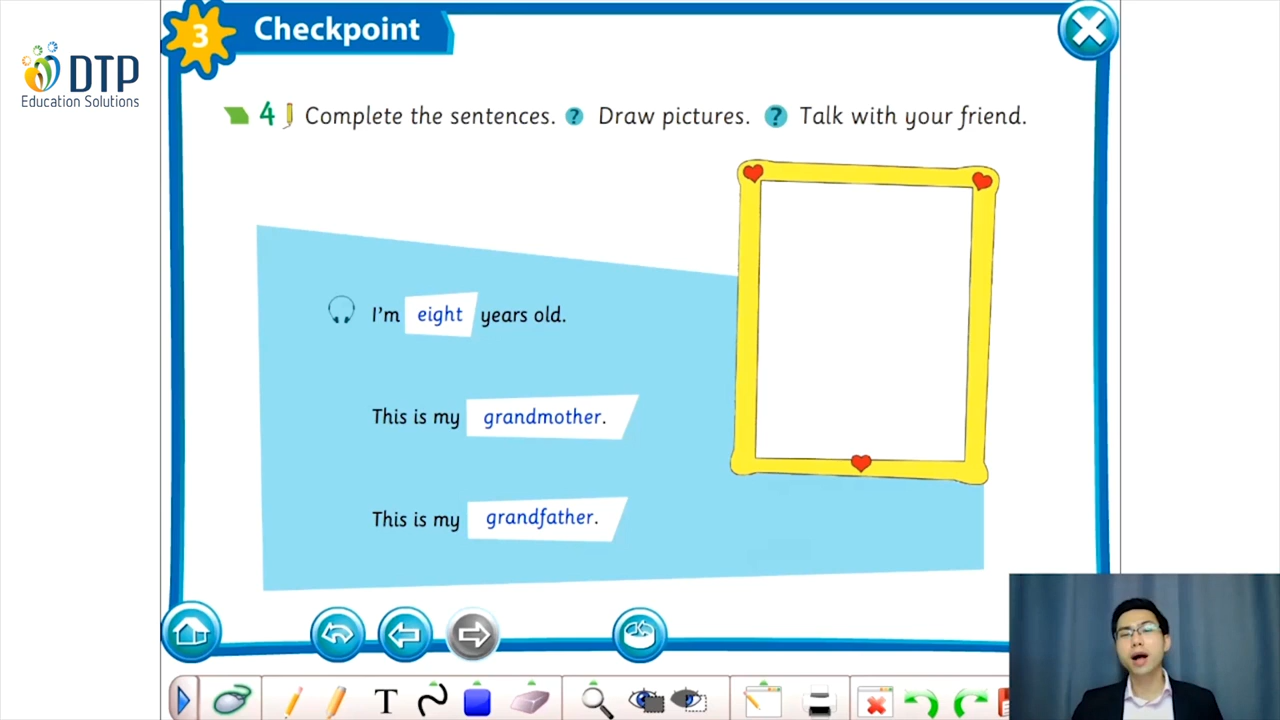 3 Checkpoint
DTP
Education Solutions
4 Complete the sentences. ? Draw pictures. ? Talk with your friend.
I'm eight years old.
This is my grandmother.
This is my grandfather.
T